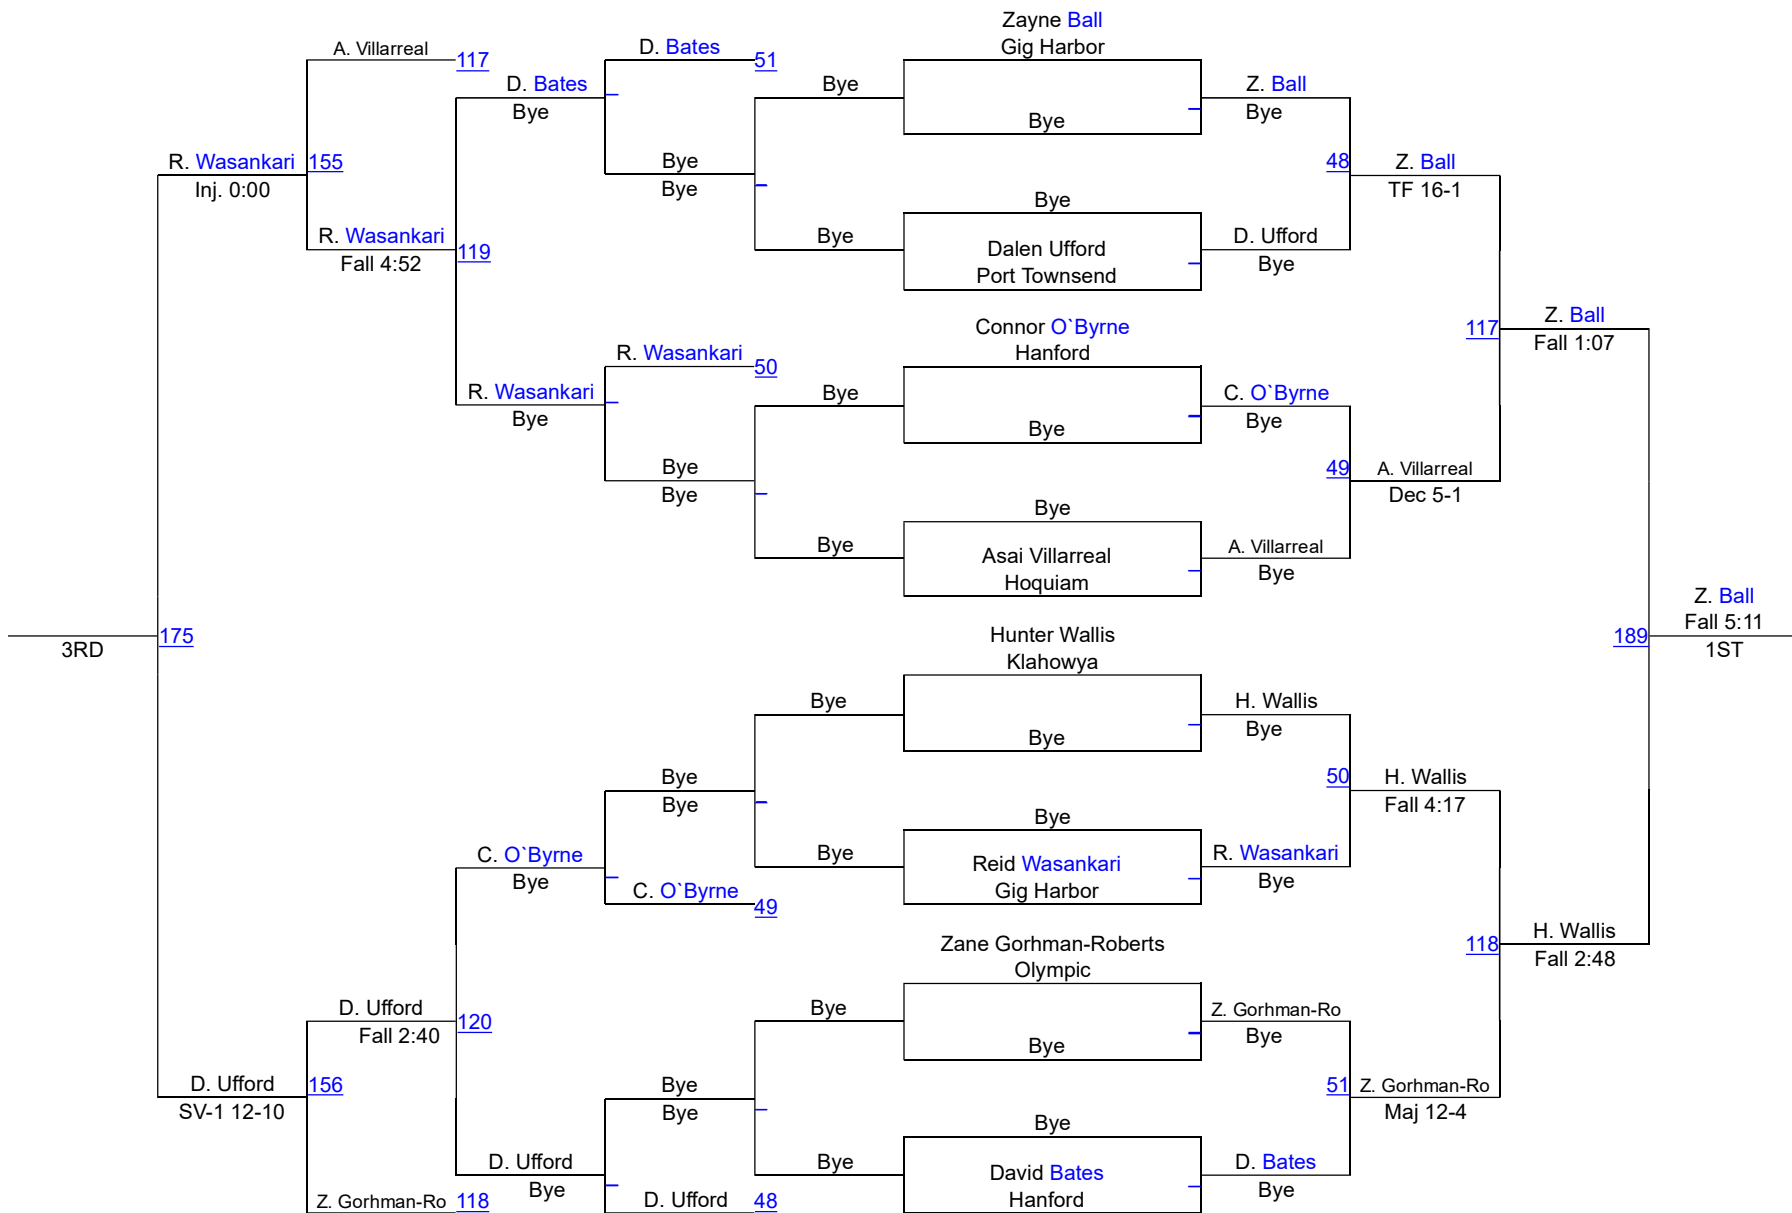 Zayne Ball
A. Villarreal
D. Bates
Gig Harbor
117
51
D. Bates
Bye
Z. Ball
Bye
Bye
Bye
R. Wasankari
155
Bye
48
Z. Ball
Inj. 0:00
Bye
TF 16-1
Bye
R. Wasankari
Bye
D. Ufford
Fall 4:52
119
Dalen Ufford
Bye
Port Townsend
Connor O`Byrne
Z. Ball
R. Wasankari
50
Hanford
117
Fall 1:07
R. Wasankari
Bye
C. O`Byrne
Bye
Bye
Bye
Bye
49
A. Villarreal
Bye
Dec 5-1
Bye
Bye
Asai Villarreal
A. Villarreal
Hoquiam
Bye
Z. Ball
Fall 5:11
3RD
175
Hunter Wallis
189
1ST
Klahowya
Bye
H. Wallis
Bye
Bye
Bye
50
H. Wallis
Bye
Fall 4:17
Bye
C. O`Byrne
Bye
R. Wasankari
Bye
Reid Wasankari
Bye
C. O`Byrne
49
Gig Harbor
Zane Gorhman-Roberts
118
H. Wallis
Olympic
Fall 2:48
D. Ufford
Bye
Z. Gorhman-Ro
Fall 2:40
120
Bye
Bye
D. Ufford
156
Bye
51
Z. Gorhman-Ro
SV-1 12-10
Bye
Maj 12-4
Bye
D. Ufford
Bye
D. Bates
Bye
David Bates
Bye
Z. Gorhman-Ro
118
D. Ufford
48
Hanford